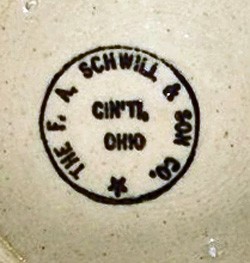 THE F. A. SCHWILL & SON CO.
CIN'TI,
OHIO